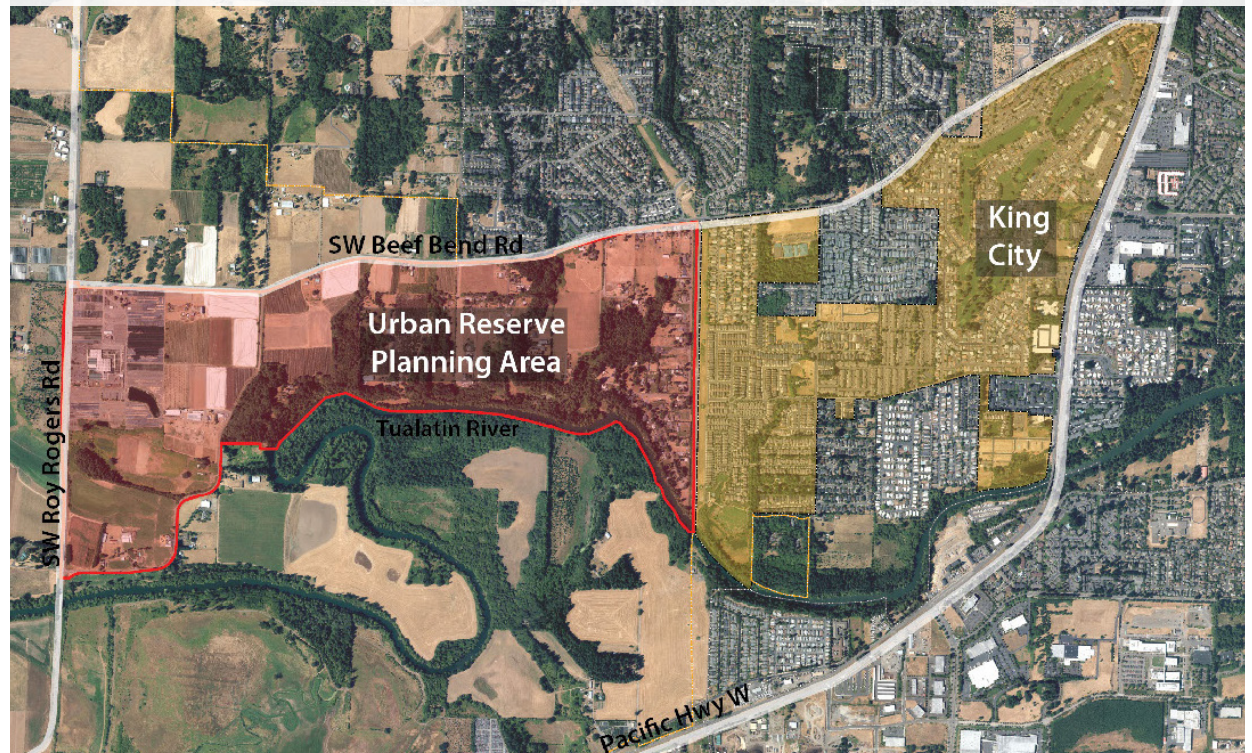 King
City
SW Beef Bend Rd
Urban Reserve
Planning Area
SW Roy Rogers Rd
Tualatin River
Pacific Hwy W